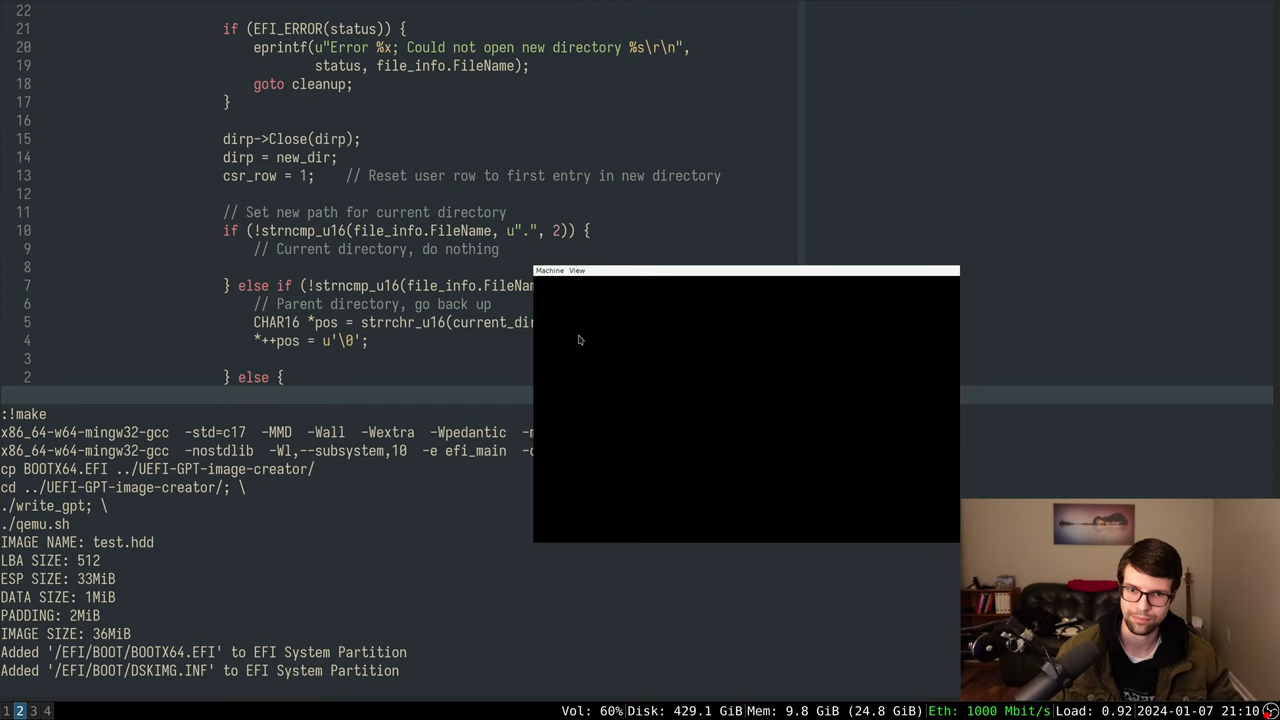 22
21 if (EFI_ERROR(status)) {
20 eprintf(u"Error %x; Could not open new directory %s\r\n",
19 status, file_info.FileName);
18 goto cleanup;
17 }
16
15 dirp->Close(dirp);
14 dirp = new_dir;
13 csr_row = 1; // Reset user row to first entry in new directory
12
11 // Set new path for current directory
10 if (!strncmp_u16(file_info.FileName, u".", 2)) {
9 // Current directory, do nothing
8
7 } else if (!strncmp_u16(file_info.FileNam
6 // Parent directory, go back up
5 CHAR16 *pos = strrchr_u16(current_dir
4 *++pos = u'\0';
3
2 } else {
Machine View
:!make
x86_64-w64-mingw32-gcc -std=c17 -MMD -Wall -Wextra -Wpedantic -m
x86_64-w64-mingw32-gcc -nostdlib -Wl,--subsystem,10 -e efi_main -o
cp BOOTX64.EFI ../UEFI-GPT-image-creator/
cd ../UEFI-GPT-image-creator/; \
./write_gpt; \
./qemu.sh
IMAGE NAME: test.hdd
LBA SIZE: 512
ESP SIZE: 33MiB
DATA SIZE: 1MiB
PADDING: 2MiB
IMAGE SIZE: 36MiB
Added '/EFI/BOOT/BOOTX64.EFI' to EFI System Partition
Added '/EFI/BOOT/DSKIMG.INF' to EFI System Partition
1 2 3 4 Vol: 60%|Disk: 429.1 GiB|Mem: 9.8 GiB (24.8 GiB)|Eth: 1000 Mbit/s|Load: 0.92|2024-01-07 21:10